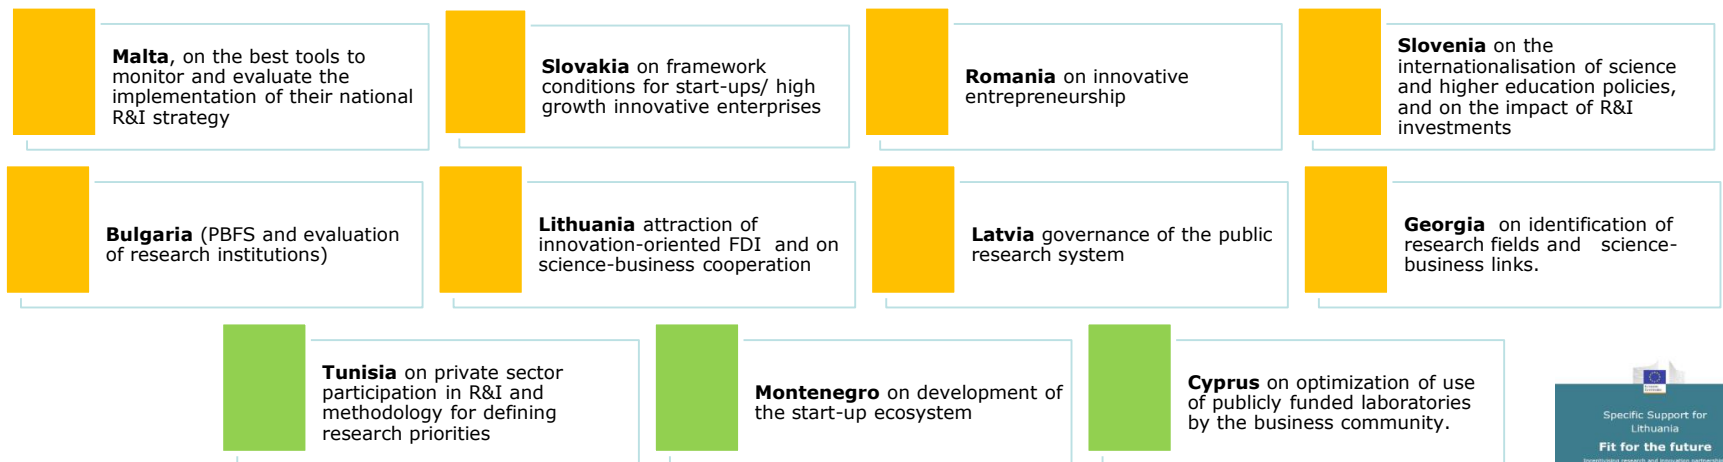 Malta, on the best tools to
monitor and evaluate the
implementation of their national
R&I strategy
Slovakia on framework
conditions for start-ups/ high
growth innovative enterprises
Romania on innovative
entrepreneurship
Slovenia on the
internationalisation of science
and higher education policies,
and on the impact of R&I
investments
Bulgaria (PBFS and evaluation
of research institutions)
Lithuania attraction of
innovation-oriented FDI and on
science-business cooperation
Latvia governance of the public
research system
Georgia on identification of
research fields and science-
business links.
Tunisia on private sector
participation in R&I and
methodology for defining
research priorities
Montenegro on development of
the start-up ecosystem
Cyprus on optimization of use
of publicly funded laboratories
by the business community.
Specific Support for
Lithuania
Fit for the future